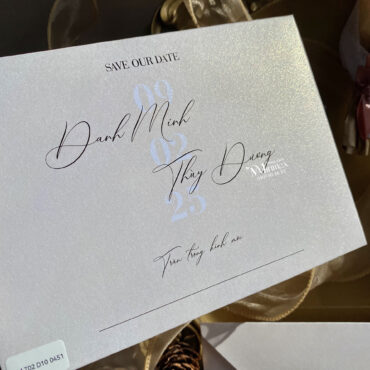 SAVE OUR DATE
09
Danh Minh
02
Thùy Dương
25
Trân trọng kính mời